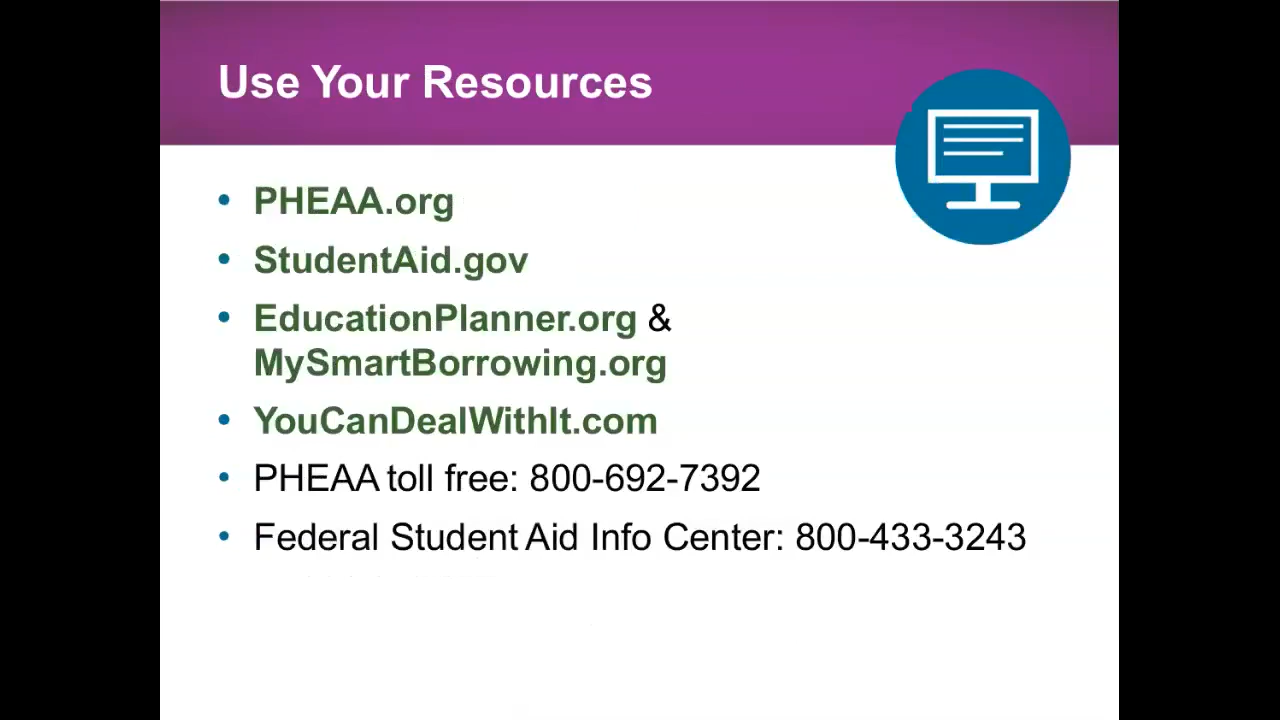 Use Your Resources
• PHEAA.org
• StudentAid.gov
• EducationPlanner.org &
MySmartBorrowing.org
• YouCanDealWithIt.com
• PHEAA toll free: 800-692-7392
• Federal Student Aid Info Center: 800-433-3243